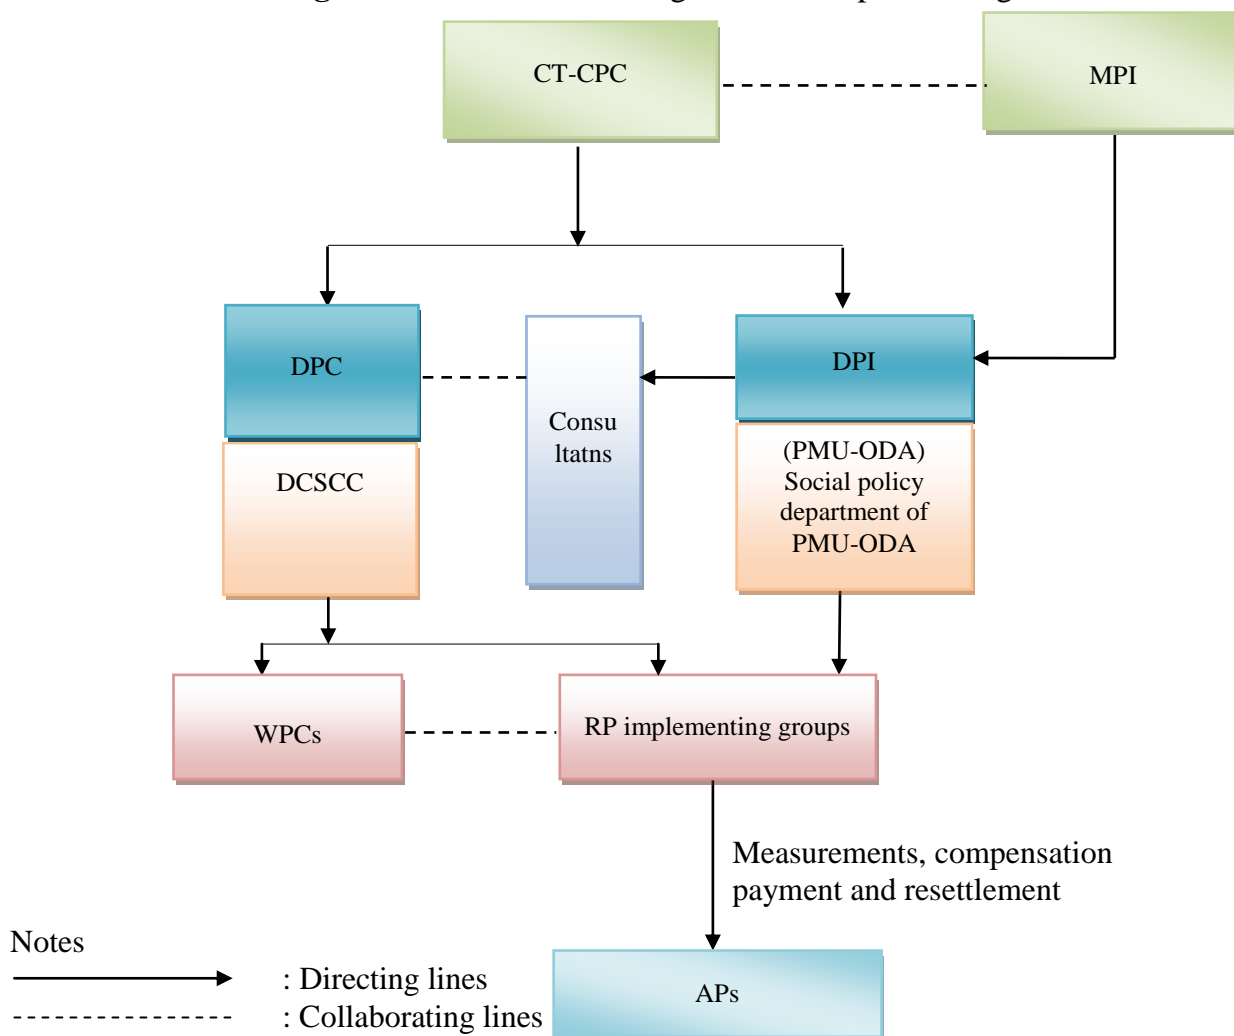 CT-CPC
MPI
DPC
DPI
Consu
ltatns
DCSCC
(PMU-ODA)
Social policy
department of
PMU-ODA
WPCs
RP implementing groups
Measurements, compensation
payment and resettlement
Notes
: Directing lines
: Collaborating lines
APs